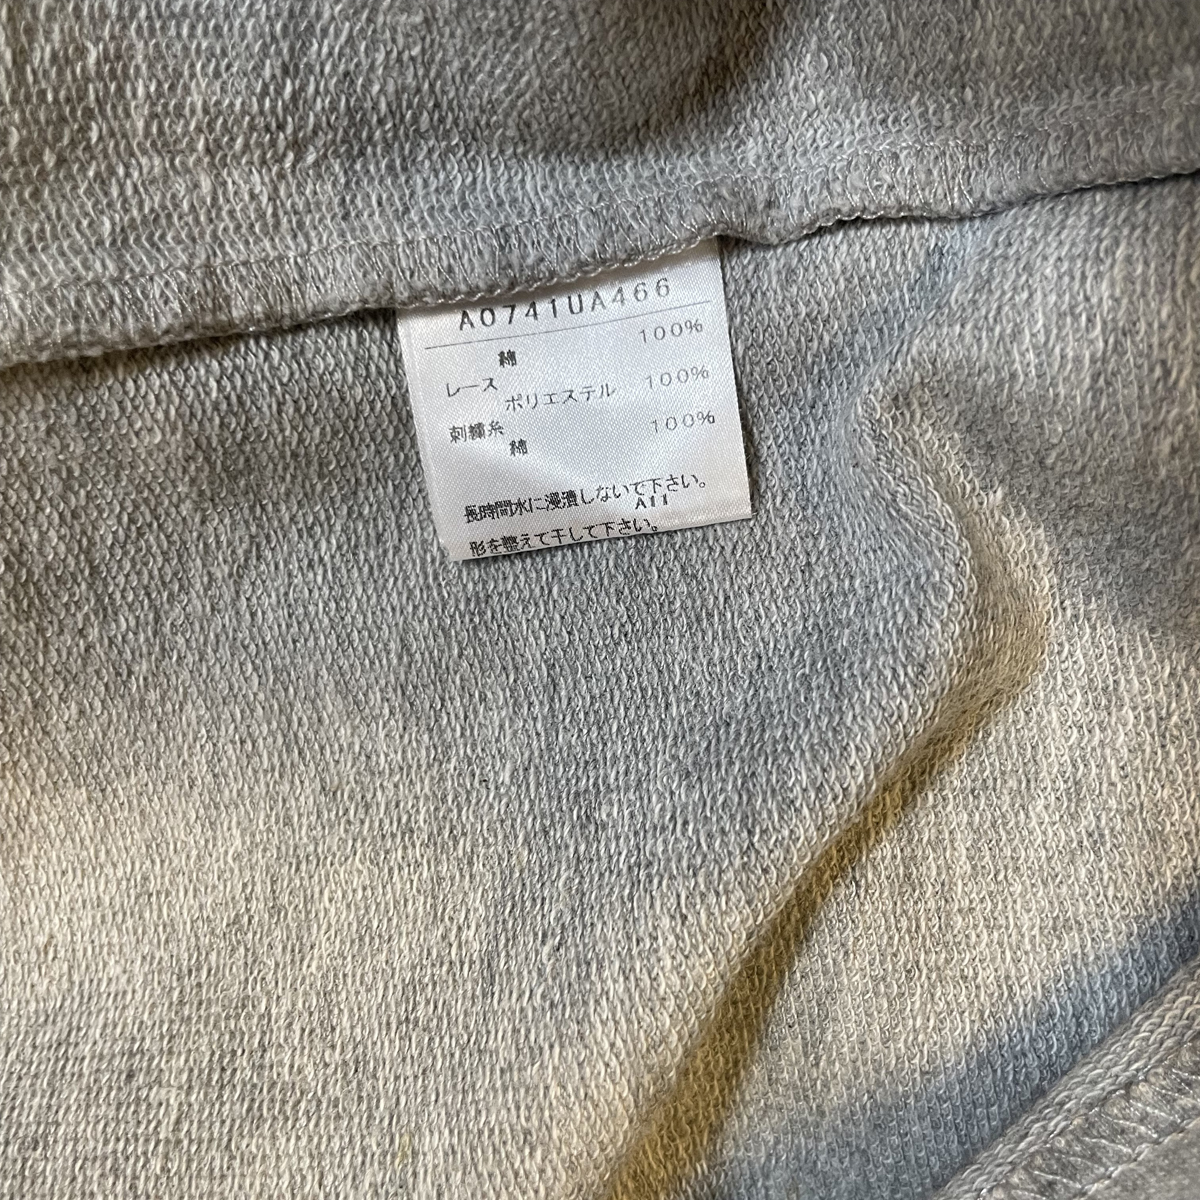 A0741UA466
綿 100%
レース
ポリエステル 100%
刺繍糸
綿 100%
長時間水に浸漬しないで下さい。
A11
形を整えて干して下さい。